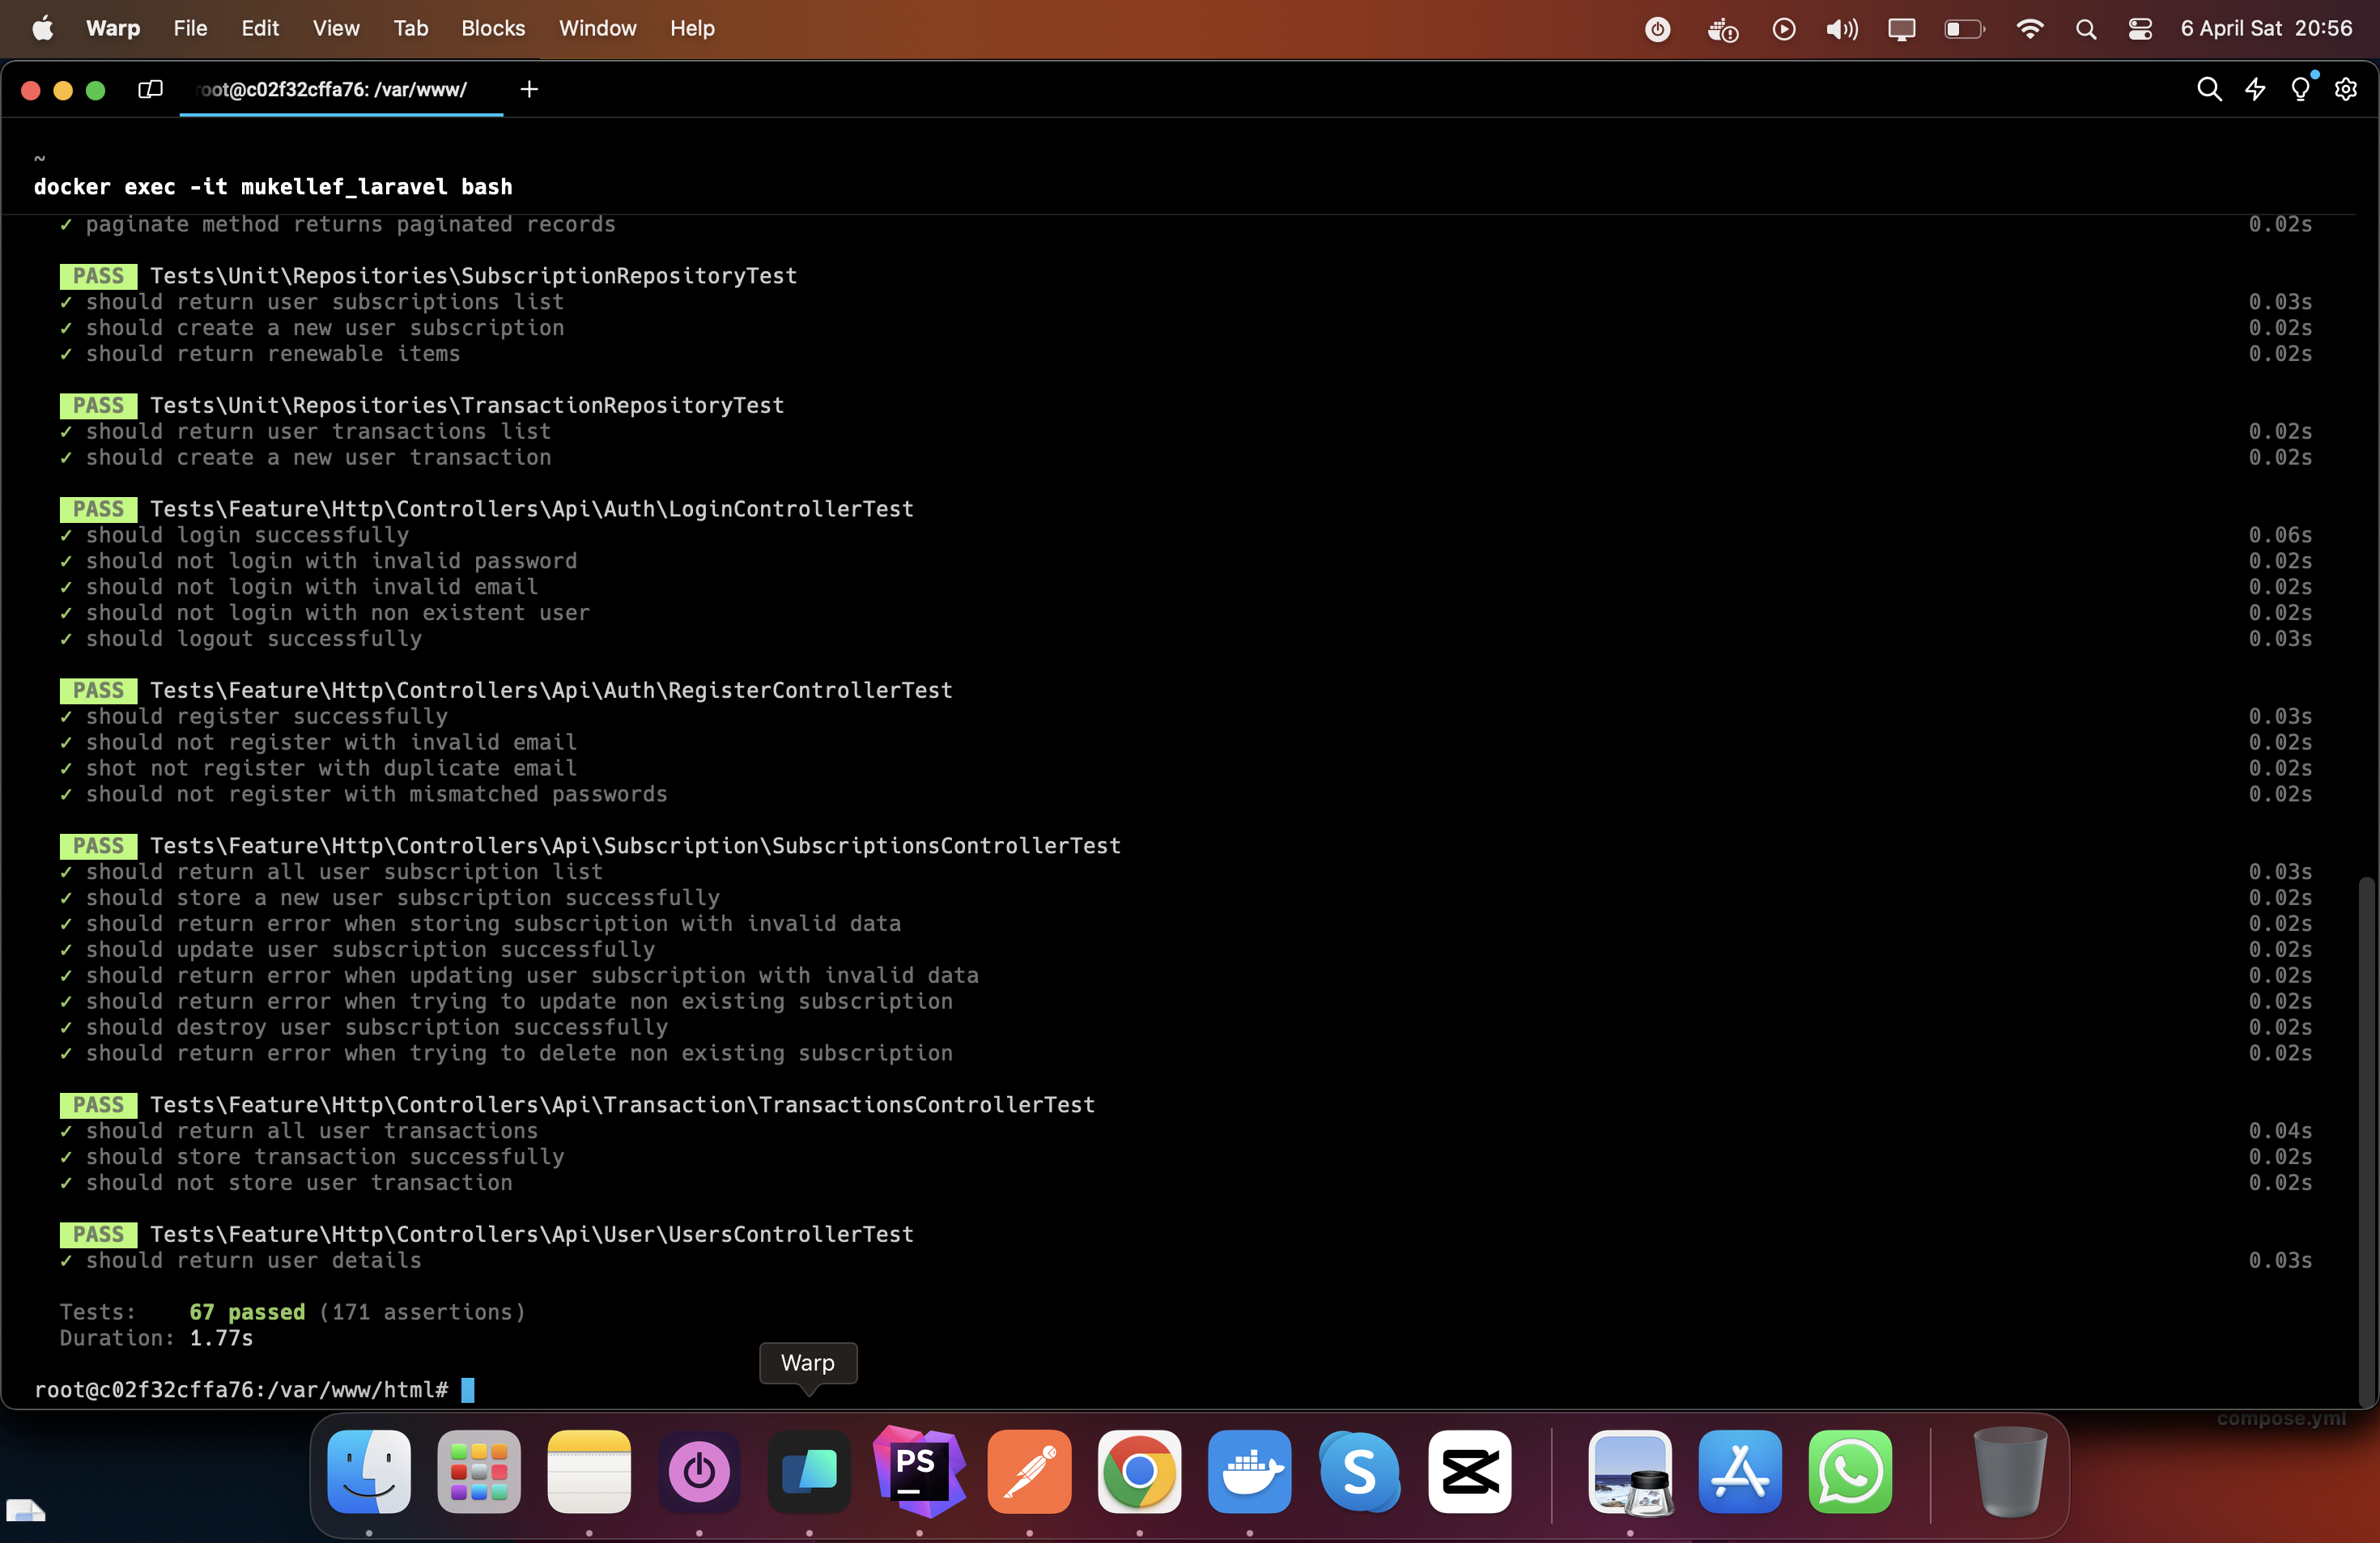 Warp File Edit View Tab Blocks Window Help 6 April Sat 20:56
root@c02f32cffa76: /var/www/
~
docker exec -it mukellef_laravel bash
✓ paginate method returns paginated records 0.02s
PASS Tests\Unit\Repositories\SubscriptionRepositoryTest
✓ should return user subscriptions list 0.03s
✓ should create a new user subscription 0.02s
✓ should return renewable items 0.02s
PASS Tests\Unit\Repositories\TransactionRepositoryTest
✓ should return user transactions list 0.02s
✓ should create a new user transaction 0.02s
PASS Tests\Feature\Http\Controllers\Api\Auth\LoginControllerTest
✓ should login successfully 0.06s
✓ should not login with invalid password 0.02s
✓ should not login with invalid email 0.02s
✓ should not login with non existent user 0.02s
✓ should logout successfully 0.03s
PASS Tests\Feature\Http\Controllers\Api\Auth\RegisterControllerTest
✓ should register successfully 0.03s
✓ should not register with invalid email 0.02s
✓ shot not register with duplicate email 0.02s
✓ should not register with mismatched passwords 0.02s
PASS Tests\Feature\Http\Controllers\Api\Subscription\SubscriptionsControllerTest
✓ should return all user subscription list 0.03s
✓ should store a new user subscription successfully 0.02s
✓ should return error when storing subscription with invalid data 0.02s
✓ should update user subscription successfully 0.02s
✓ should return error when updating user subscription with invalid data 0.02s
✓ should return error when trying to update non existing subscription 0.02s
✓ should destroy user subscription successfully 0.02s
✓ should return error when trying to delete non existing subscription 0.02s
PASS Tests\Feature\Http\Controllers\Api\Transaction\TransactionsControllerTest
✓ should return all user transactions 0.04s
✓ should store transaction successfully 0.02s
✓ should not store user transaction 0.02s
PASS Tests\Feature\Http\Controllers\Api\User\UsersControllerTest
✓ should return user details 0.03s
Tests: 67 passed (171 assertions)
Duration: 1.77s
Warp
root@c02f32cffa76:/var/www/html#
compose.yml
PS
S